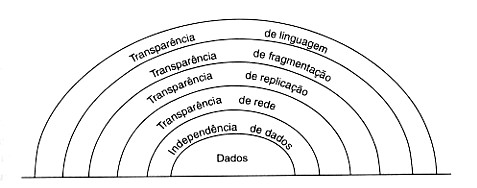 Transparência de linguagem
Transparência de fragmentação
Transparência de replicação
Transparência de rede
Independência de dados
Dados